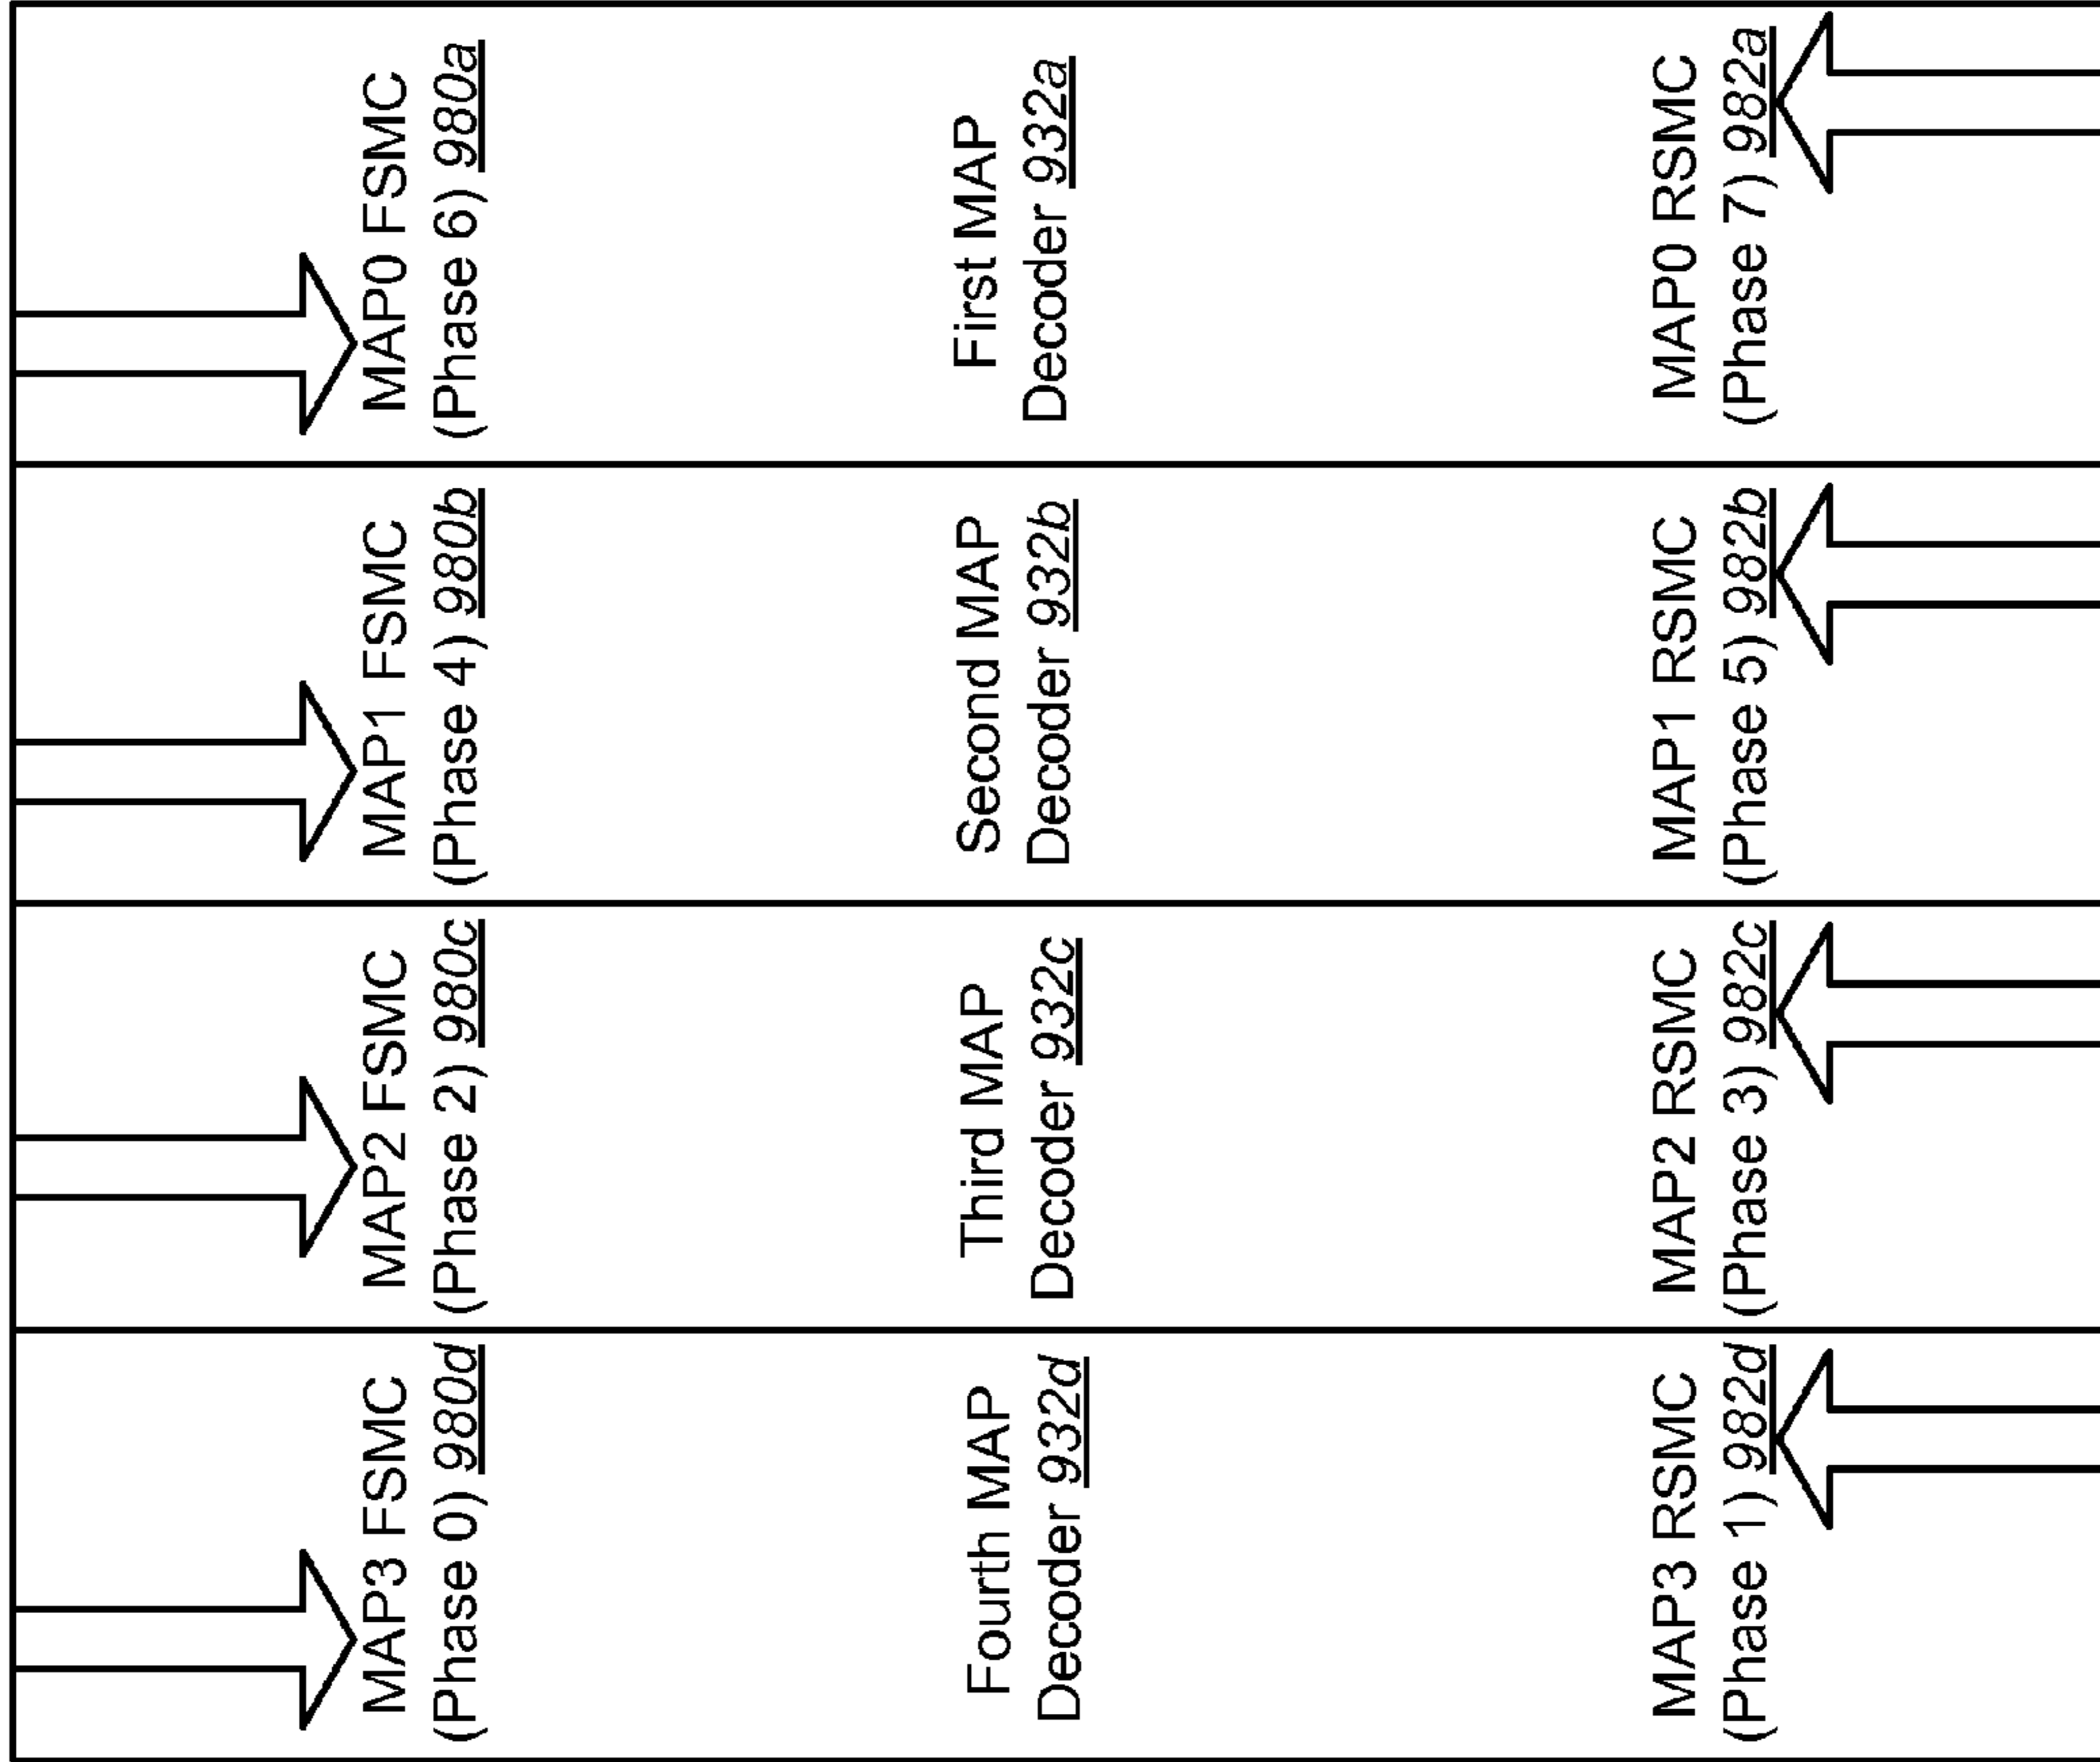 MAP3 FSMC
(Phase 0) 980d
MAP2 FSMC
(Phase 2) 980c
MAP1 FSMC
(Phase 4) 980b
MAP0 FSMC
(Phase 6) 980a
Fourth MAP
Decoder 932d
Third MAP
Decoder 932c
Second MAP
Decoder 932b
First MAP
Decoder 932a
MAP3 RSMC
(Phase 1) 982d
MAP2 RSMC
(Phase 3) 982c
MAP1 RSMC
(Phase 5) 982b
MAP0 RSMC
(Phase 7) 982a